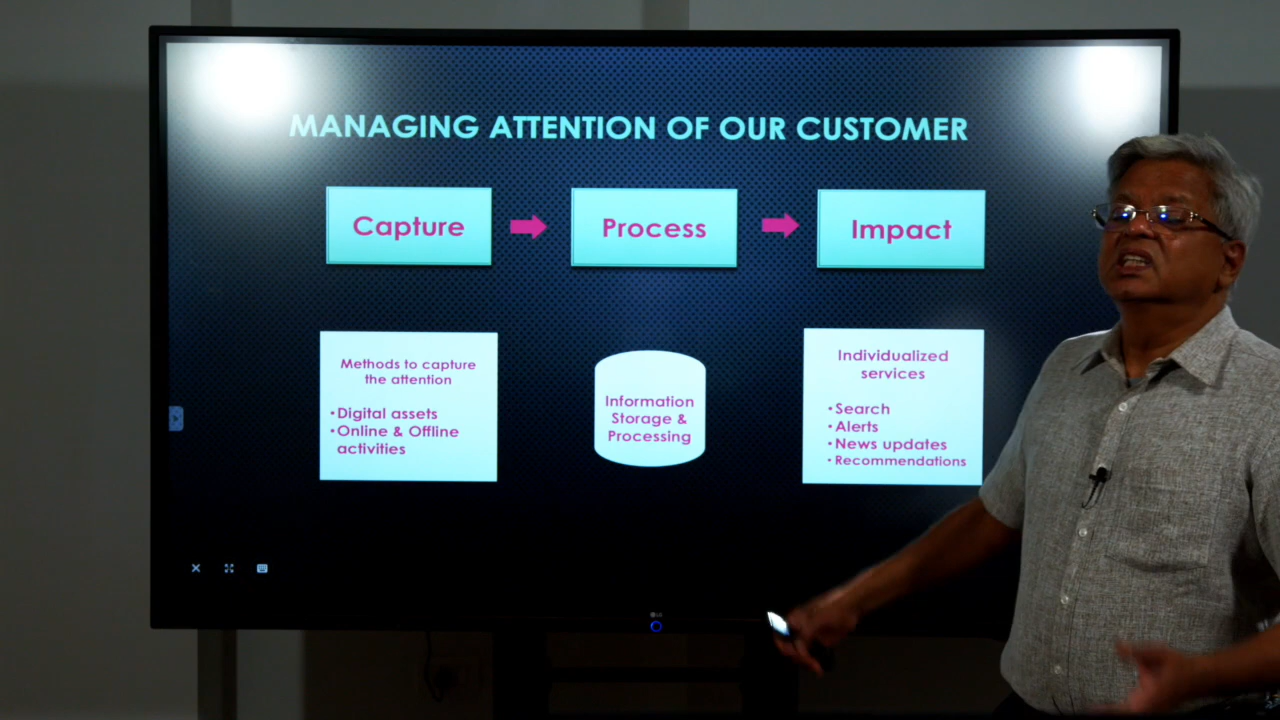 MANAGING ATTENTION OF OUR CUSTOMER
Capture
Process
Impact
Methods to capture
the attention
•Digital assets
•Online & Offline
activities
Information
Storage &
Processing
Individualized
services
•Search
•Alerts
•News updates
•Recommendations
LG